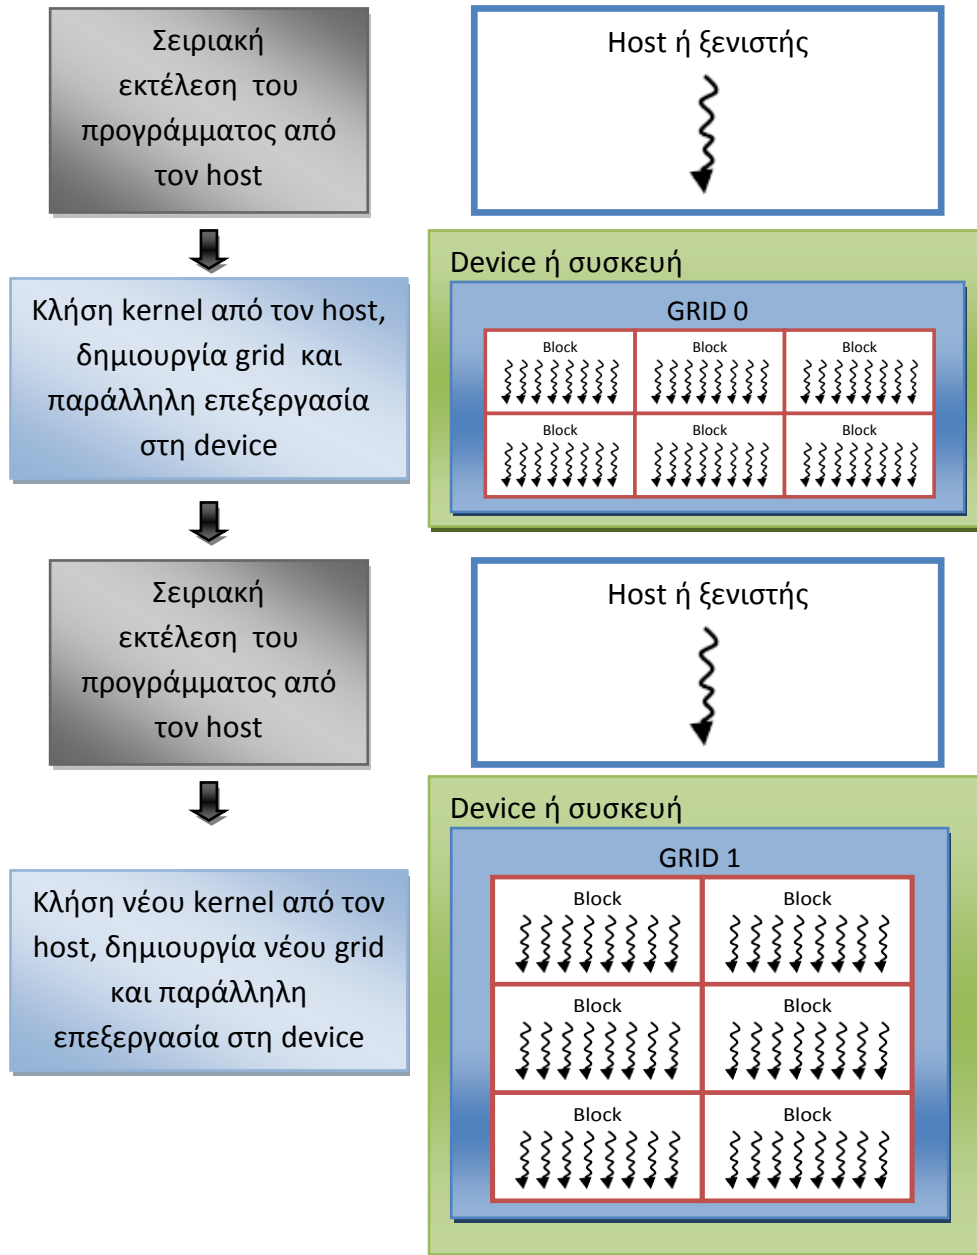 Σειριακή
εκτέλεση του
προγράμματος από
τον host
Host ή ξενιστής
Κλήση kernel από τον host,
δημιουργία grid και
παράλληλη επεξεργασία
στη device
Device ή συσκευή
GRID 0
Block
Block
Block
Block
Block
Block
Σειριακή
εκτέλεση του
προγράμματος από
τον host
Host ή ξενιστής
Κλήση νέου kernel από τον
host, δημιουργία νέου grid
και παράλληλη
επεξεργασία στη device
Device ή συσκευή
GRID 1
Block
Block
Block
Block
Block
Block